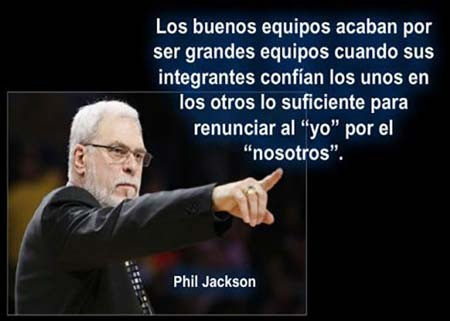 Los buenos equipos acaban por
ser grandes equipos cuando sus
integrantes confían los unos en
los otros lo suficiente para
renunciar al “yo” por el
“nosotros”.
Phil Jackson